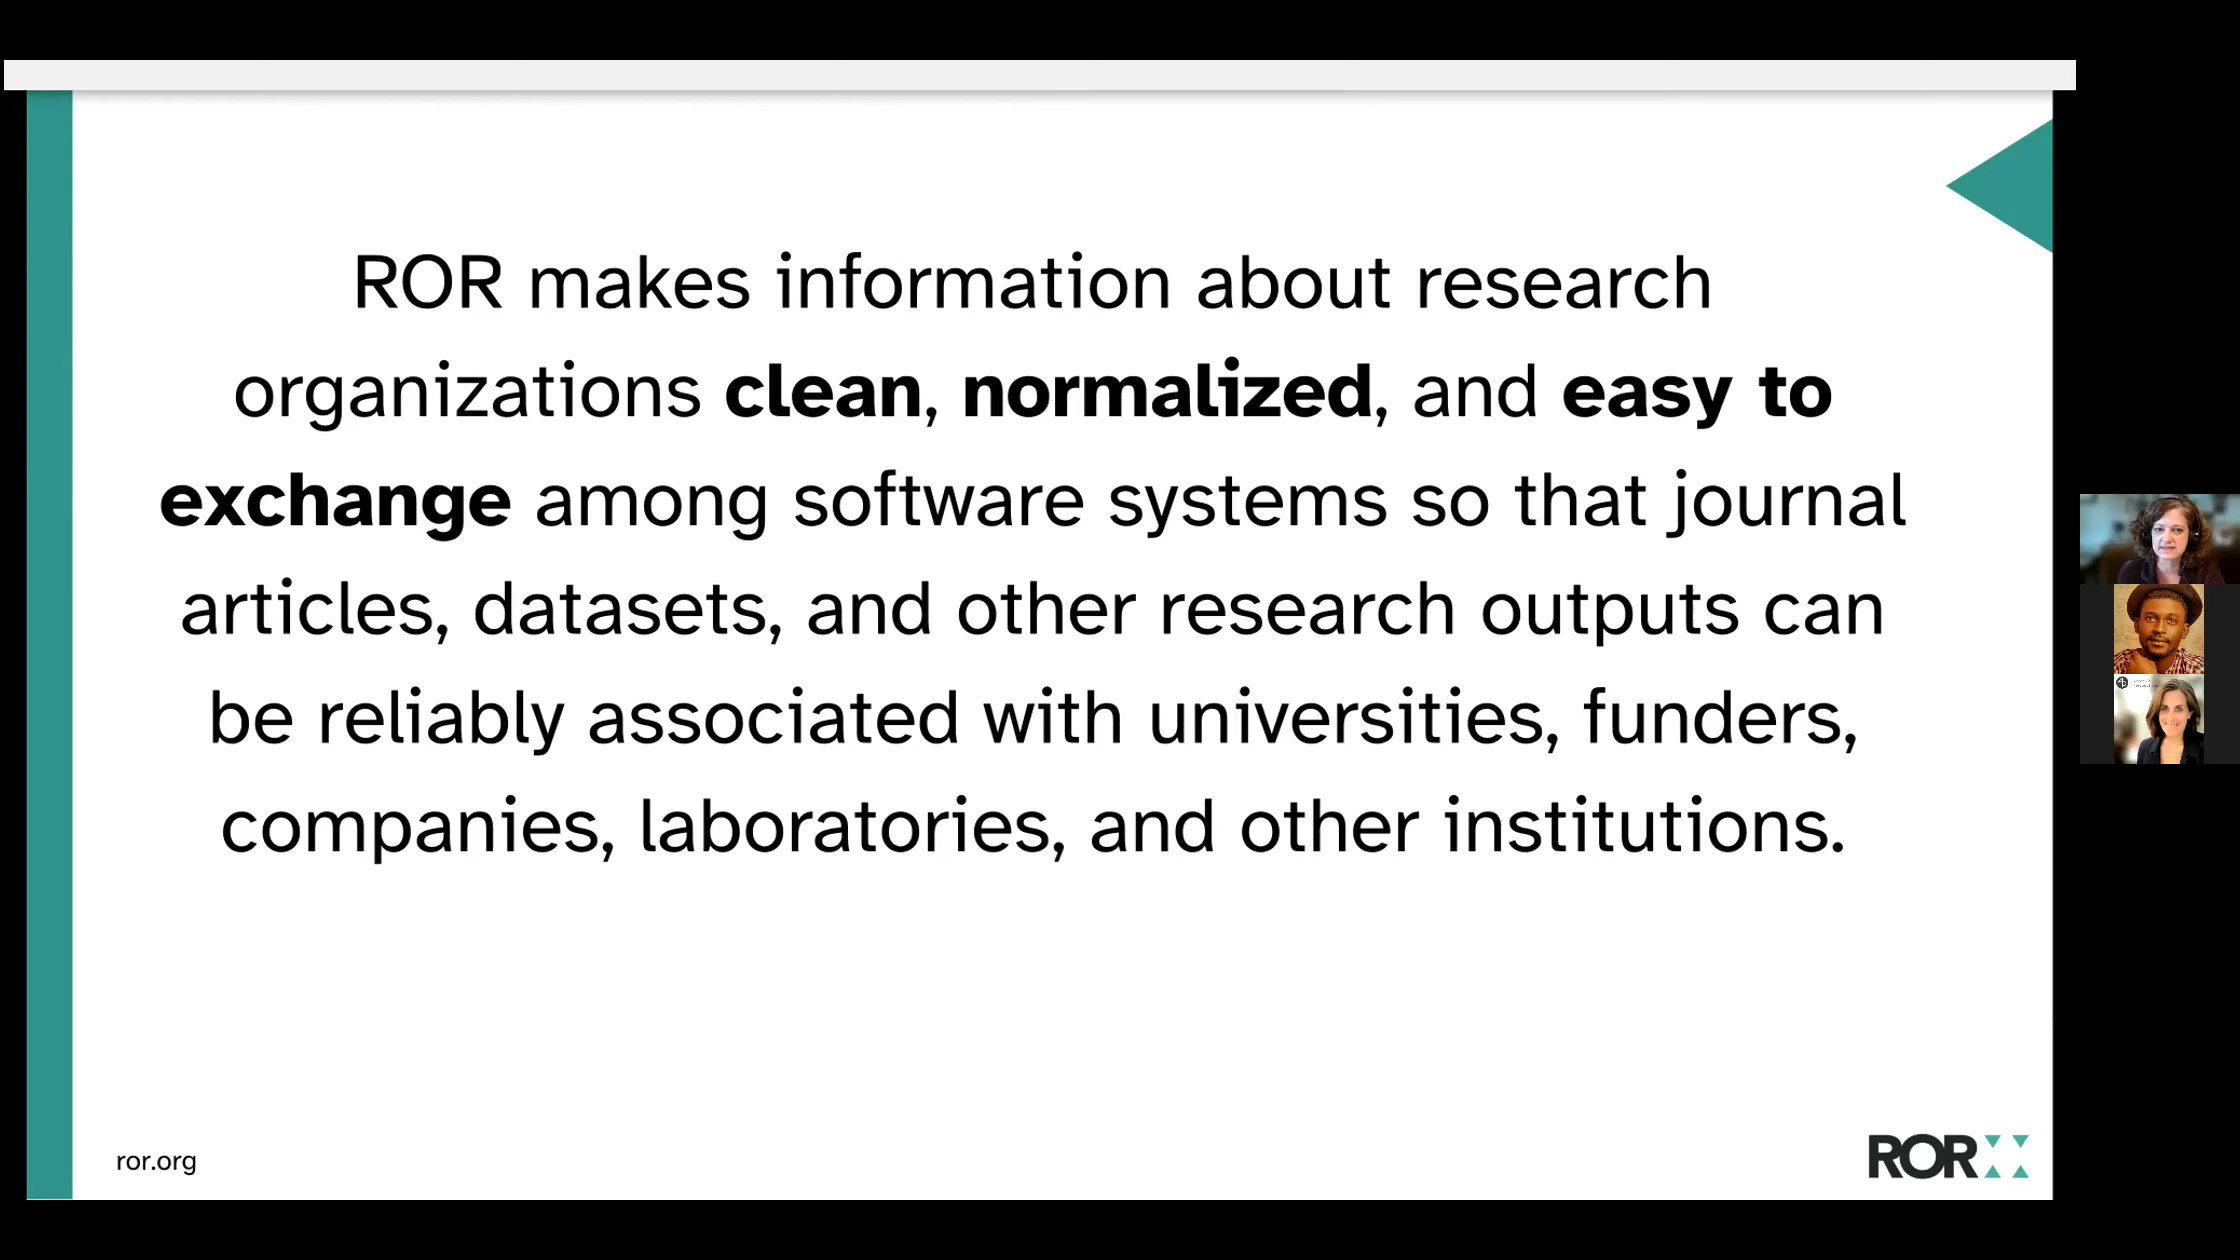 ROR makes information about research
organizations clean, normalized, and easy to
exchange among software systems so that journal
articles, datasets, and other research outputs can
be reliably associated with universities, funders,
companies, laboratories, and other institutions.
ror.org
ROR